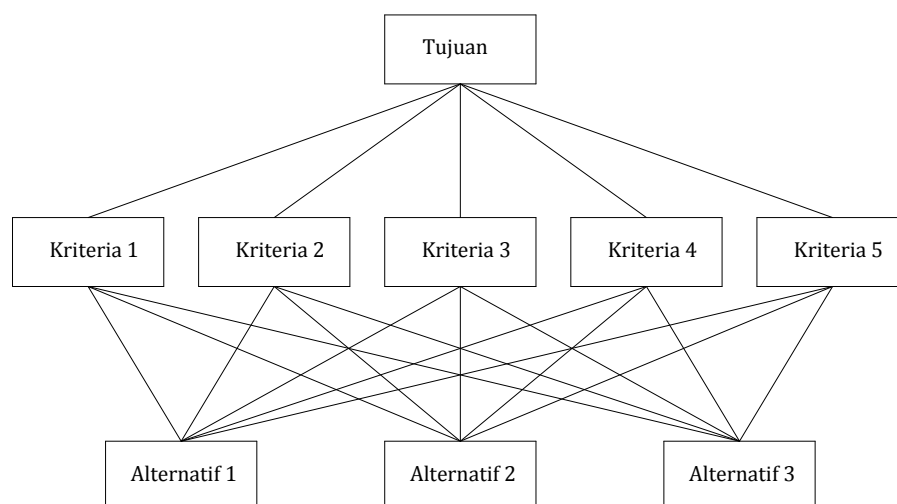 Tujuan
Kriteria 1
Kriteria 2
Kriteria 3
Kriteria 4
Kriteria 5
Alternatif 1
Alternatif 2
Alternatif 3